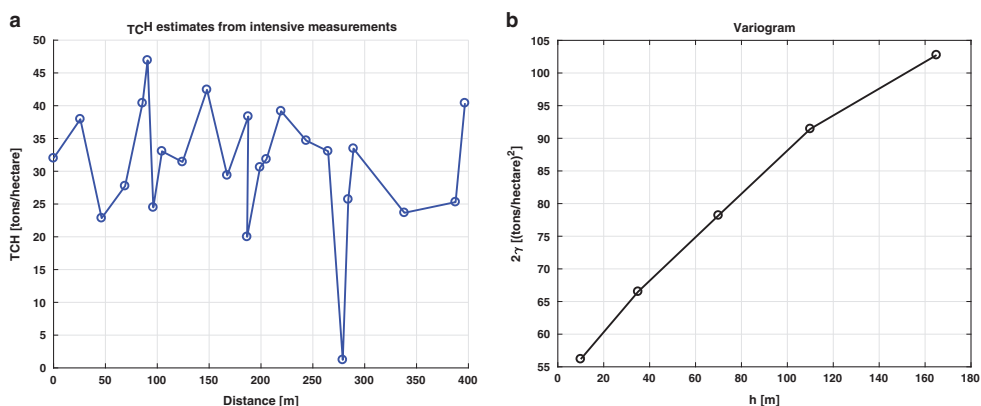 a
TCH estimates from intensive measurements
50
45
40
35
30
25
20
15
10
5
0
TCH [tons/hectare]
0 50 100 150 200 250 300 350 400
Distance [m]
b
Variogram
105
100
95
90
85
80
75
70
65
60
55
2γ [(tons/hectare)²]
0 20 40 60 80 100 120 140 160 180
h [m]